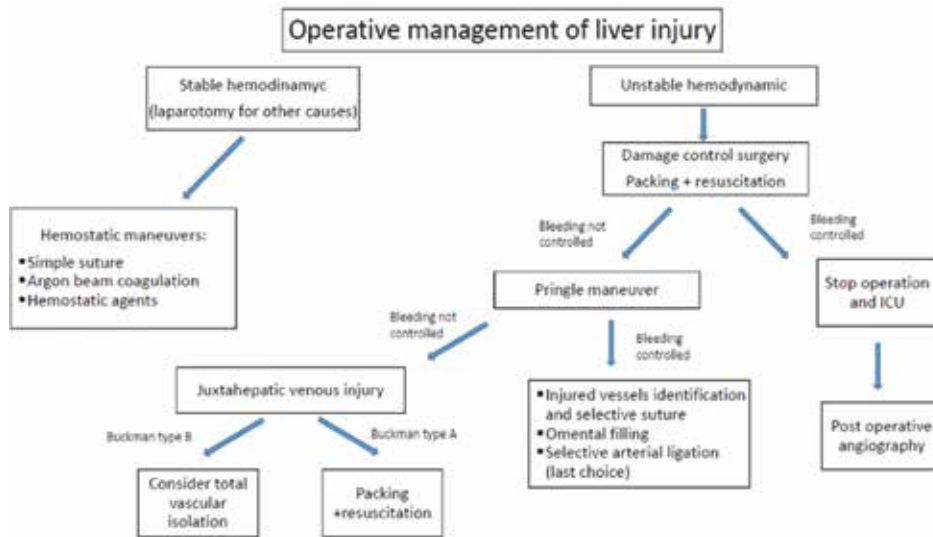 Operative management of liver injury
Stable hemodinamyc
(laparotomy for other causes)
Unstable hemodynamic
Damage control surgery
Packing + resuscitation
Hemostatic maneuvers:
▪Simple suture
▪Argon beam coagulation
▪Hemostatic agents
Bleeding not
controlled
Bleeding
controlled
Pringle maneuver
Stop operation
and ICU
Bleeding not
controlled
Bleeding
controlled
Juxtahepatic venous injury
▪Injured vessels identification
and selective suture
▪Omental filling
▪Selective arterial ligation
(last choice)
Post operative
angiography
Buckman type B
Buckman type A
Consider total
vascular
isolation
Packing
+resuscitation